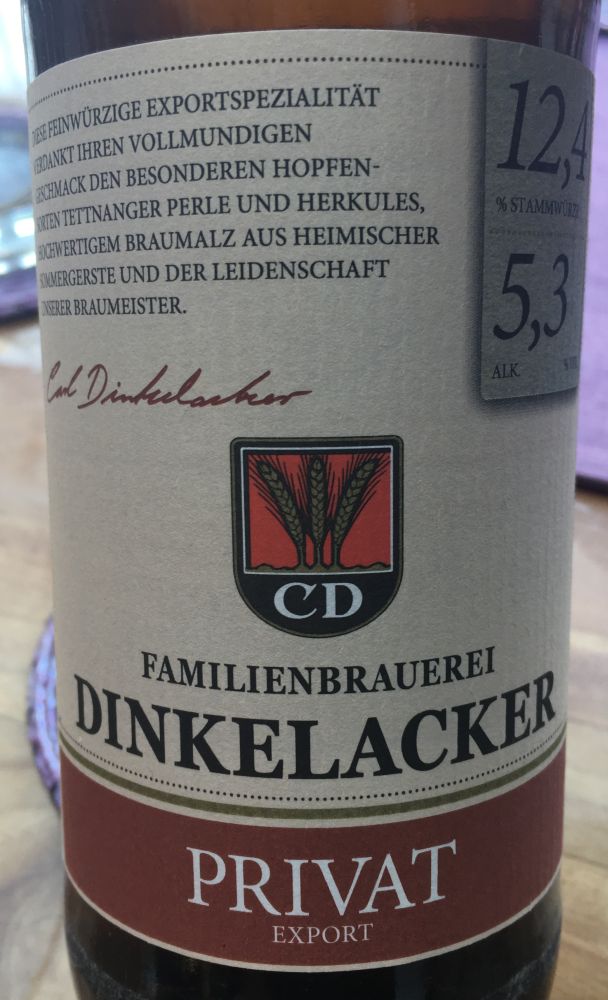 DIESE FEINWÜRZIGE EXPORTSPEZIALITÄT
VERDANKT IHREN VOLLMUNDIGEN
GESCHMACK DEN BESONDEREN HOPFEN-
SORTEN TETTNANGER PERLE UND HERKULES,
HOCHWERTIGEM BRAUMALZ AUS HEIMISCHER
SOMMERGERSTE UND DER LEIDENSCHAFT
UNSERER BRAUMEISTER.
Carl Dinkelacker
12,4
% STAMMWÜRZE
5,3
ALK. % VOL.
CD
FAMILIENBRAUEREI
DINKELACKER
PRIVAT
EXPORT